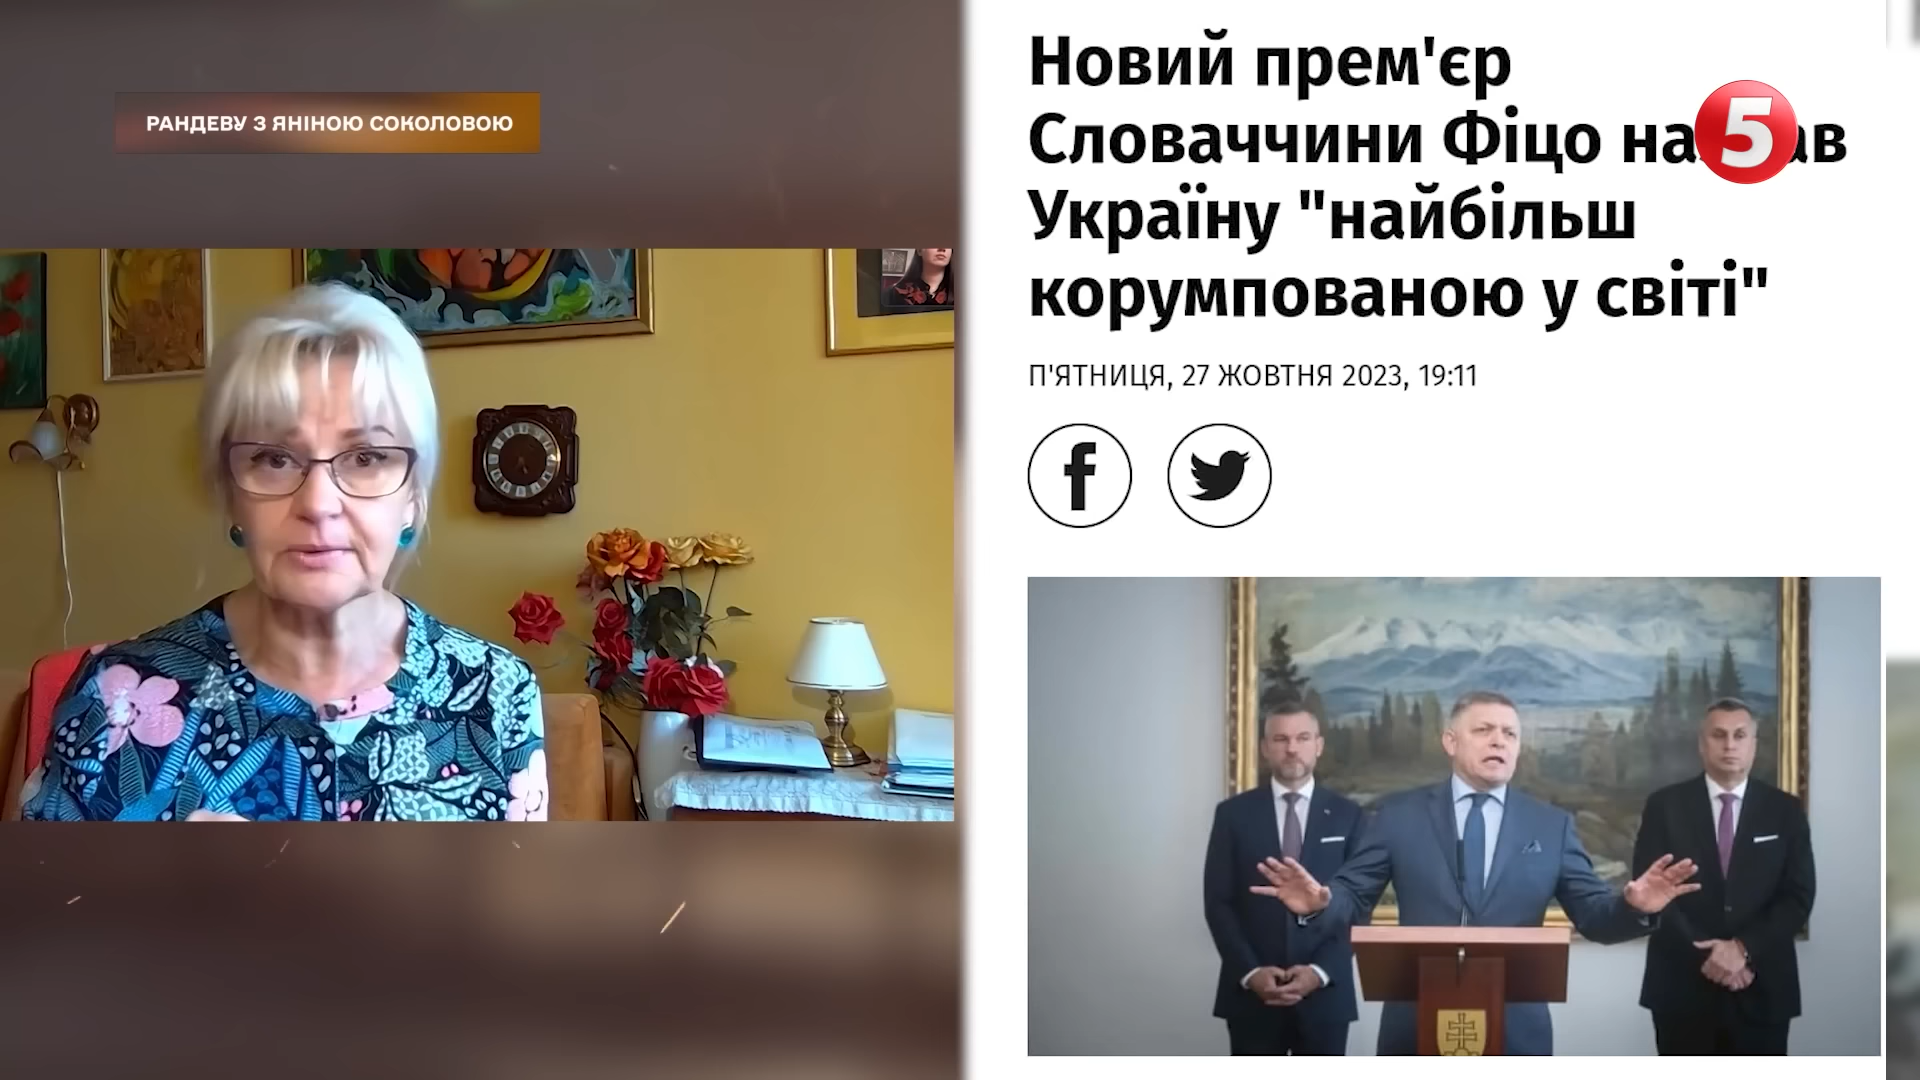 РАНДЕВУ З ЯНІНОЮ СОКОЛОВОЮ
Новий прем'єр
Словаччини Фіцо
Україну "найбільш
корумпованою у світі"
П'ЯТНИЦЯ, 27 ЖОВТНЯ 2023, 19:11
5